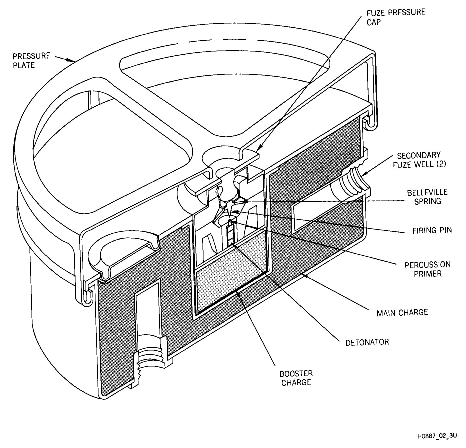 FUZE PRESSURE
CAP
PRESSURE
PLATE
SECONDARY
FUZE WELL (2)
BELLEVILLE
SPRING
FIRING PIN
PERCUSSION
PRIMER
MAIN CHARGE
DETONATOR
BOOSTER
CHARGE
H0887_02_3U